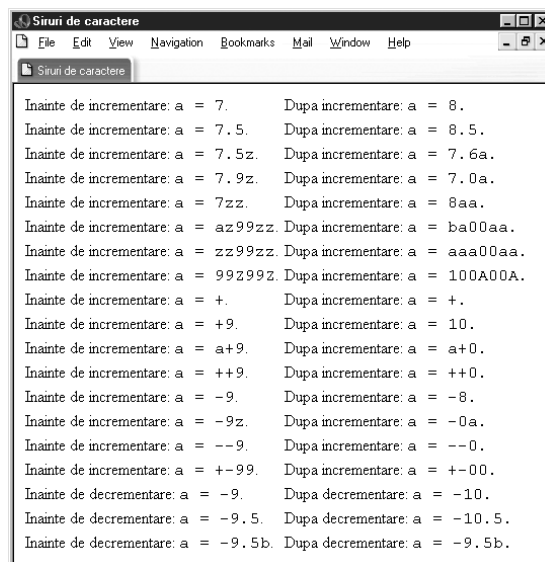 Siruri de caractere
File Edit View Navigation Bookmarks Mail Window Help
Siruri de caractere
Inainte de incrementare: a = 7. Dupa incrementare: a = 8.
Inainte de incrementare: a = 7.5. Dupa incrementare: a = 8.5.
Inainte de incrementare: a = 7.5z. Dupa incrementare: a = 7.6a.
Inainte de incrementare: a = 7.9z. Dupa incrementare: a = 7.0a.
Inainte de incrementare: a = 7zz. Dupa incrementare: a = 8aa.
Inainte de incrementare: a = az99zz. Dupa incrementare: a = ba00aa.
Inainte de incrementare: a = zz99zz. Dupa incrementare: a = aaa00aa.
Inainte de incrementare: a = 99Z99Z. Dupa incrementare: a = 100A00A.
Inainte de incrementare: a = +. Dupa incrementare: a = +.
Inainte de incrementare: a = +9. Dupa incrementare: a = 10.
Inainte de incrementare: a = a+9. Dupa incrementare: a = a+0.
Inainte de incrementare: a = ++9. Dupa incrementare: a = ++0.
Inainte de incrementare: a = -9. Dupa incrementare: a = -8.
Inainte de incrementare: a = -9z. Dupa incrementare: a = -0a.
Inainte de incrementare: a = --9. Dupa incrementare: a = --0.
Inainte de incrementare: a = +-99. Dupa incrementare: a = +-00.
Inainte de decrementare: a = -9. Dupa decrementare: a = -10.
Inainte de decrementare: a = -9.5. Dupa decrementare: a = -10.5.
Inainte de decrementare: a = -9.5b. Dupa decrementare: a = -9.5b.